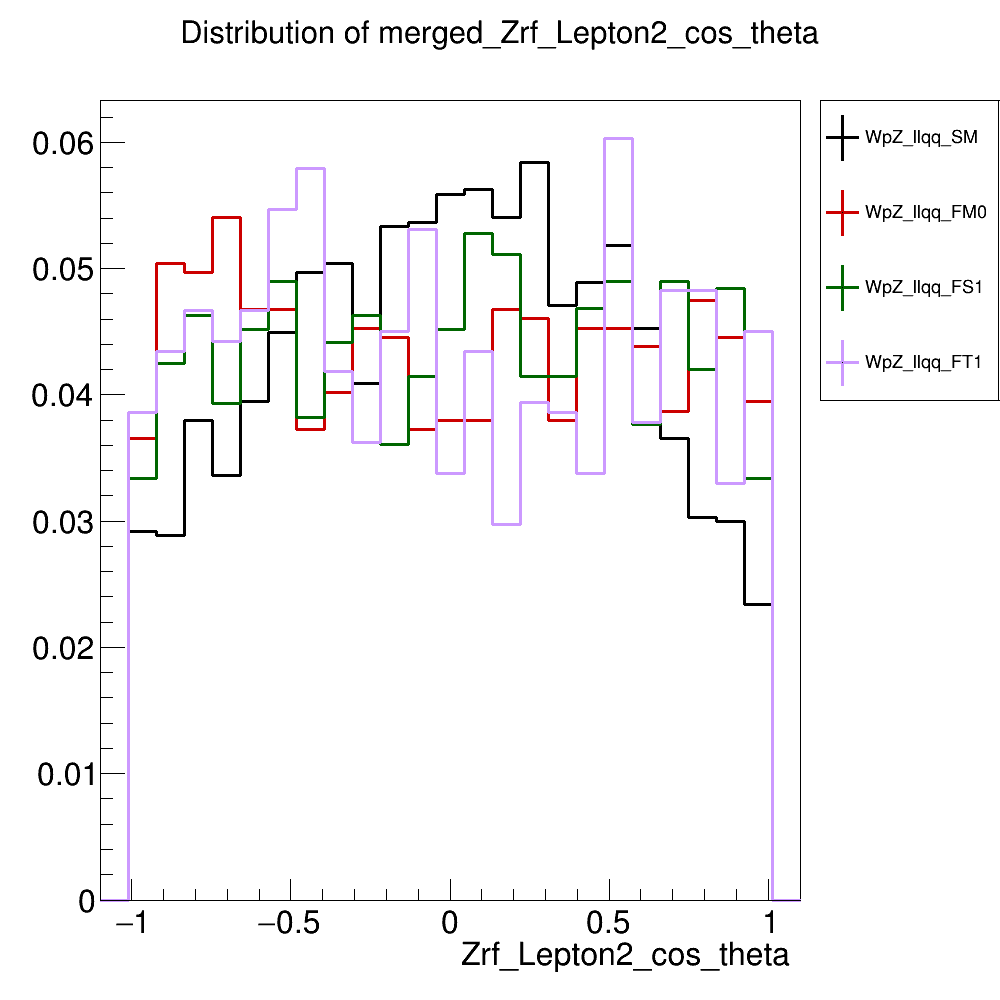 Distribution of merged_Zrf_Lepton2_cos_theta
0.06
0.05
0.04
0.03
0.02
0.01
0
−1
−0.5
0
0.5
1
Zrf_Lepton2_cos_theta
WpZ_llqq_SM
WpZ_llqq_FM0
WpZ_llqq_FS1
WpZ_llqq_FT1